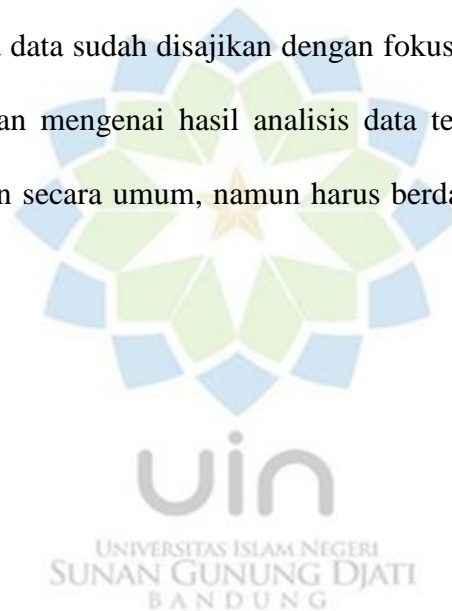 data sudah disajikan dengan fokus
an mengenai hasil analisis data te
n secara umum, namun harus berda
uin
UNIVERSITAS ISLAM NEGERI
SUNAN GUNUNG DJATI
BANDUNG